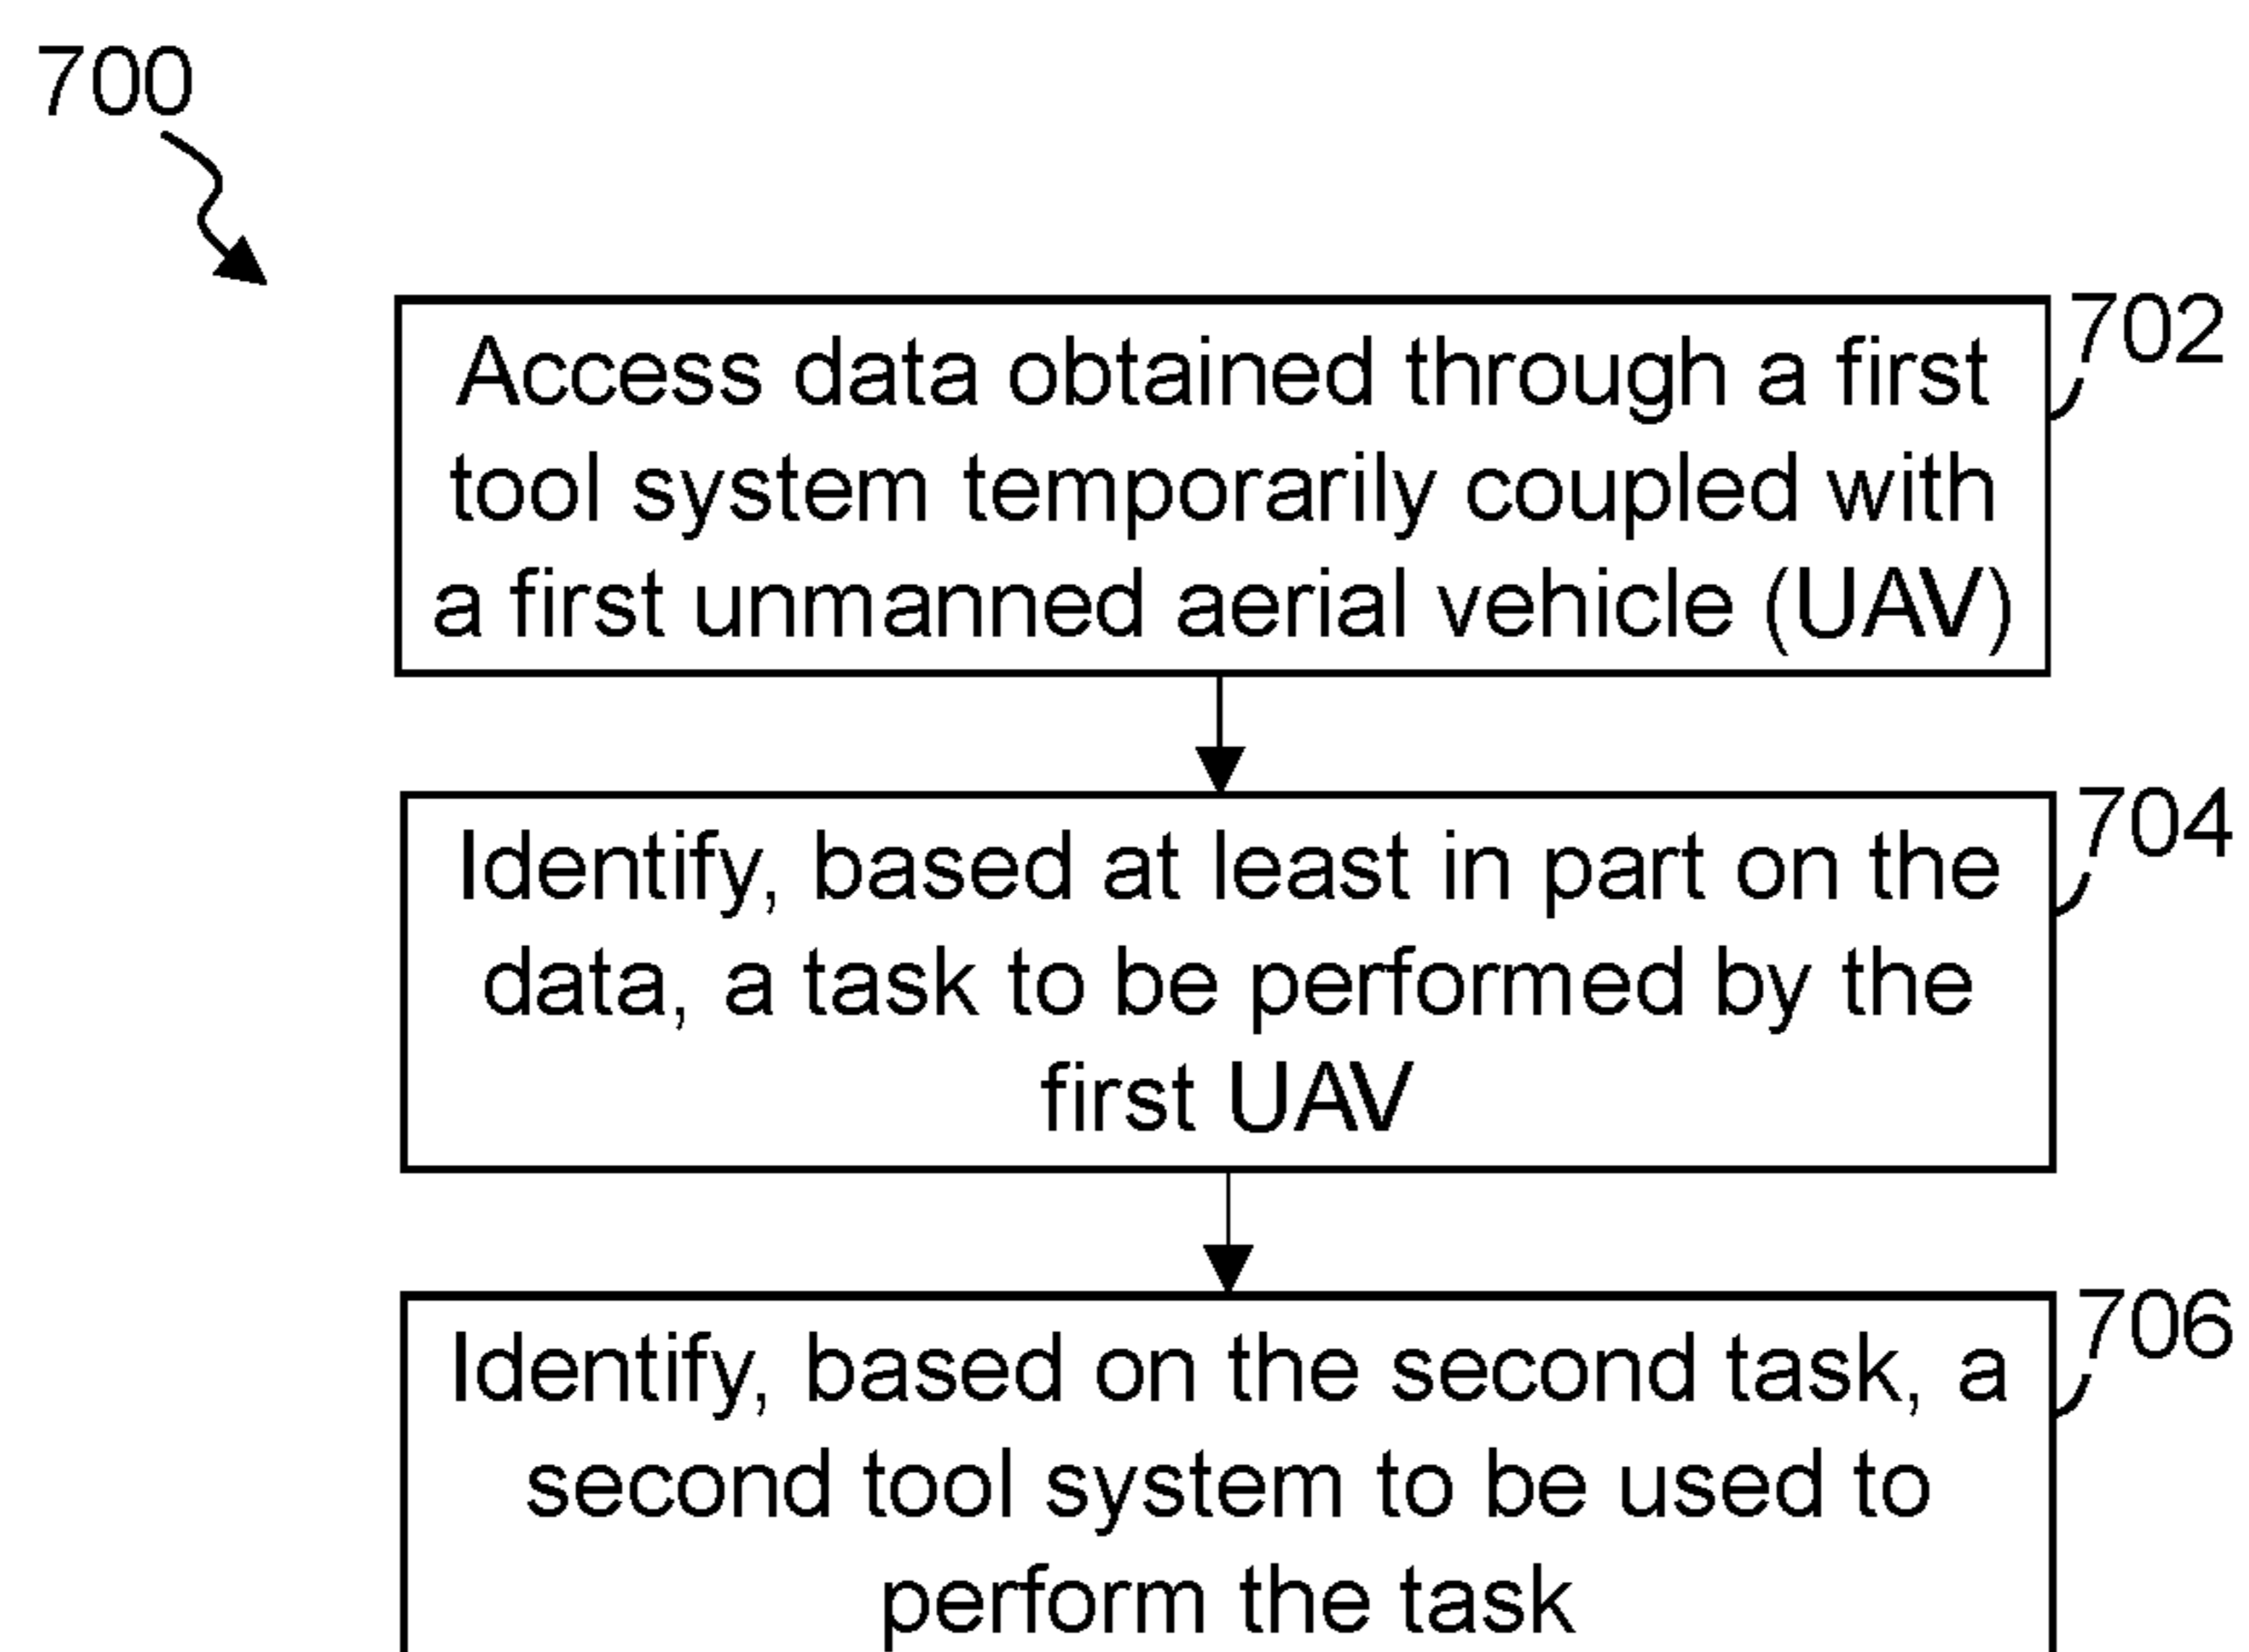 700
702
Access data obtained through a first
tool system temporarily coupled with
a first unmanned aerial vehicle (UAV)
704
Identify, based at least in part on the
data, a task to be performed by the
first UAV
706
Identify, based on the second task, a
second tool system to be used to
perform the task